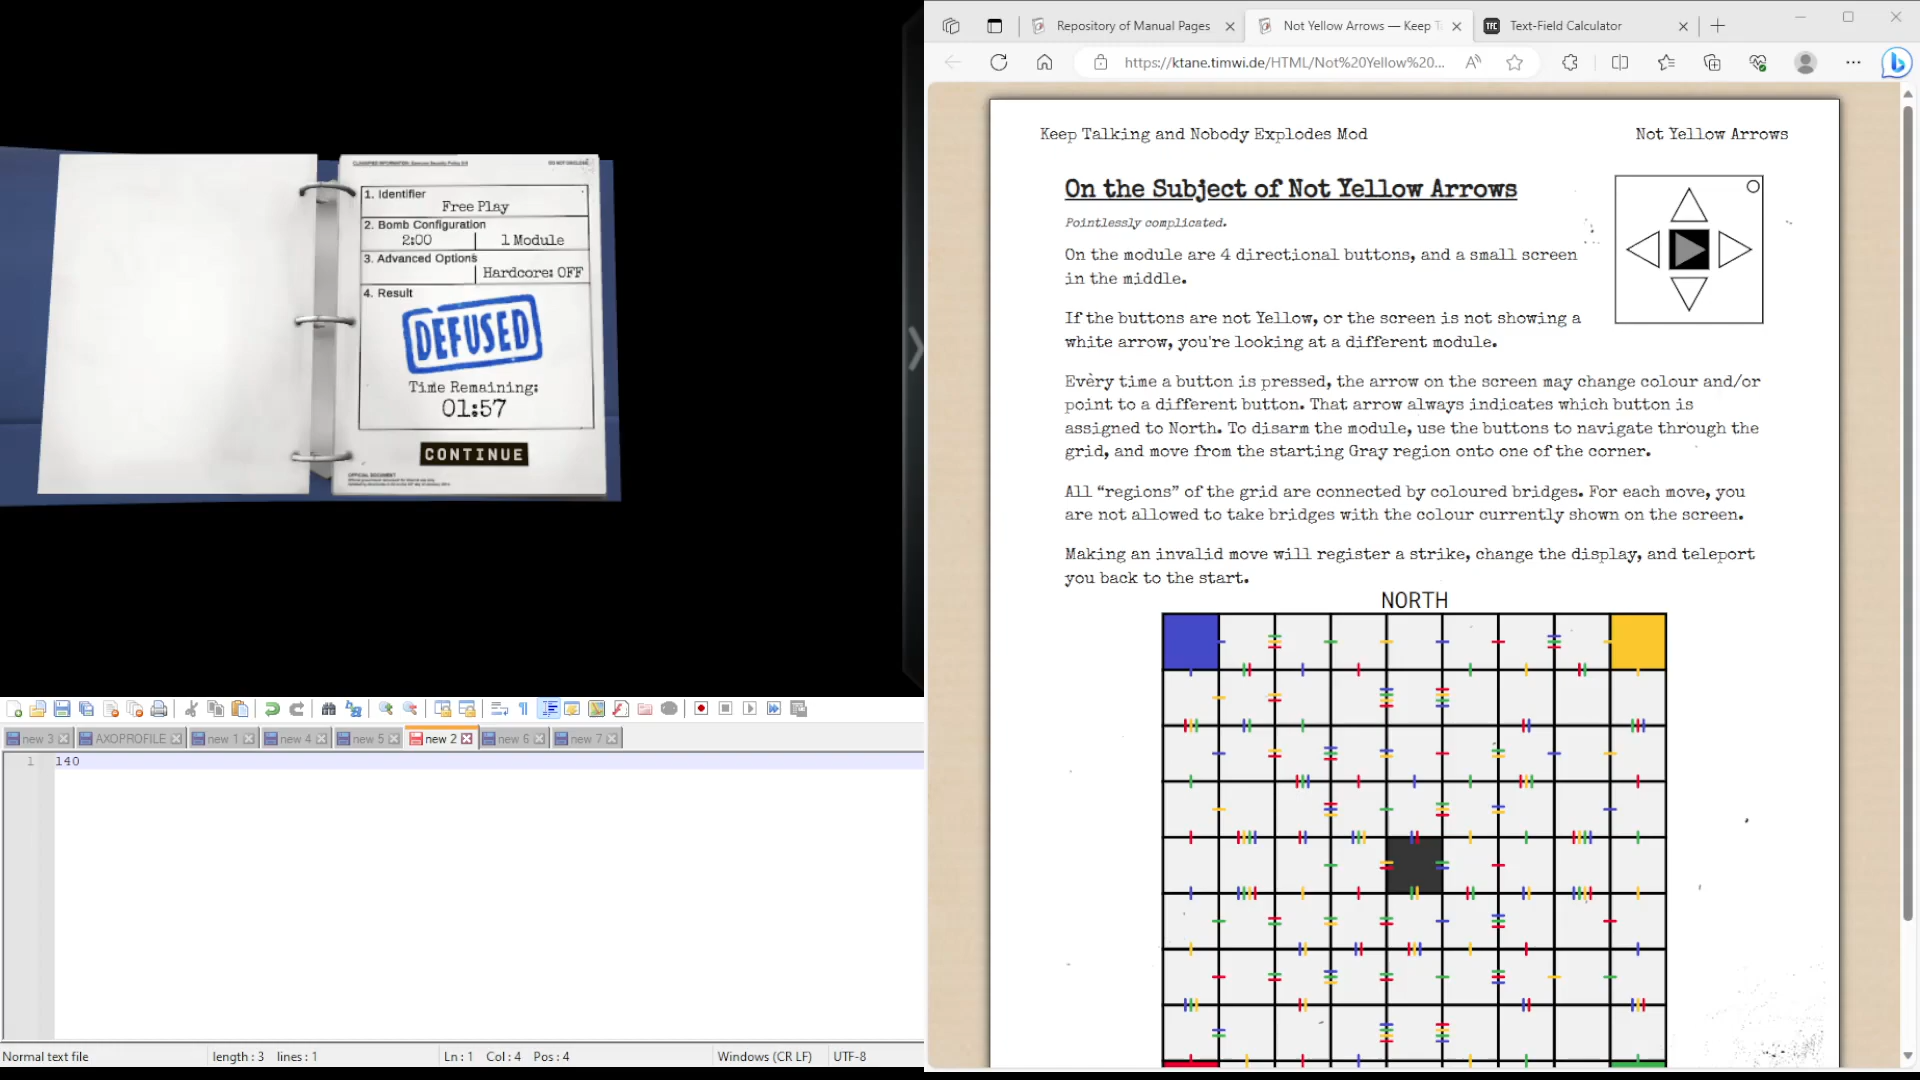 1. Identifier
Free Play
2. Bomb Configuration
2:00
1 Module
3. Advanced Options
Hardcore: OFF
4. Result
DEFUSED
Time Remaining:
01:57
CONTINUE
new 3
AXOPROFILE
new 1
new 4
new 5
new 2
new 6
new 7
1
140
Normal text file
length : 3 lines : 1
Ln : 1 Col : 4 Pos : 4
Windows (CR LF)
UTF-8
Repository of Manual Pages
Not Yellow Arrows — Keep T
Text-Field Calculator
https://ktane.timwi.de/HTML/Not%20Yellow%20...
Keep Talking and Nobody Explodes Mod
Not Yellow Arrows
On the Subject of Not Yellow Arrows
Pointlessly complicated.
On the module are 4 directional buttons, and a small screen
in the middle.
If the buttons are not Yellow, or the screen is not showing a
white arrow, you're looking at a different module.
Every time a button is pressed, the arrow on the screen may change colour and/or
point to a different button. That arrow always indicates which button is
assigned to North. To disarm the module, use the buttons to navigate through the
grid, and move from the starting Gray region onto one of the corner.
All “regions” of the grid are connected by coloured bridges. For each move, you
are not allowed to take bridges with the colour currently shown on the screen.
Making an invalid move will register a strike, change the display, and teleport
you back to the start.
NORTH